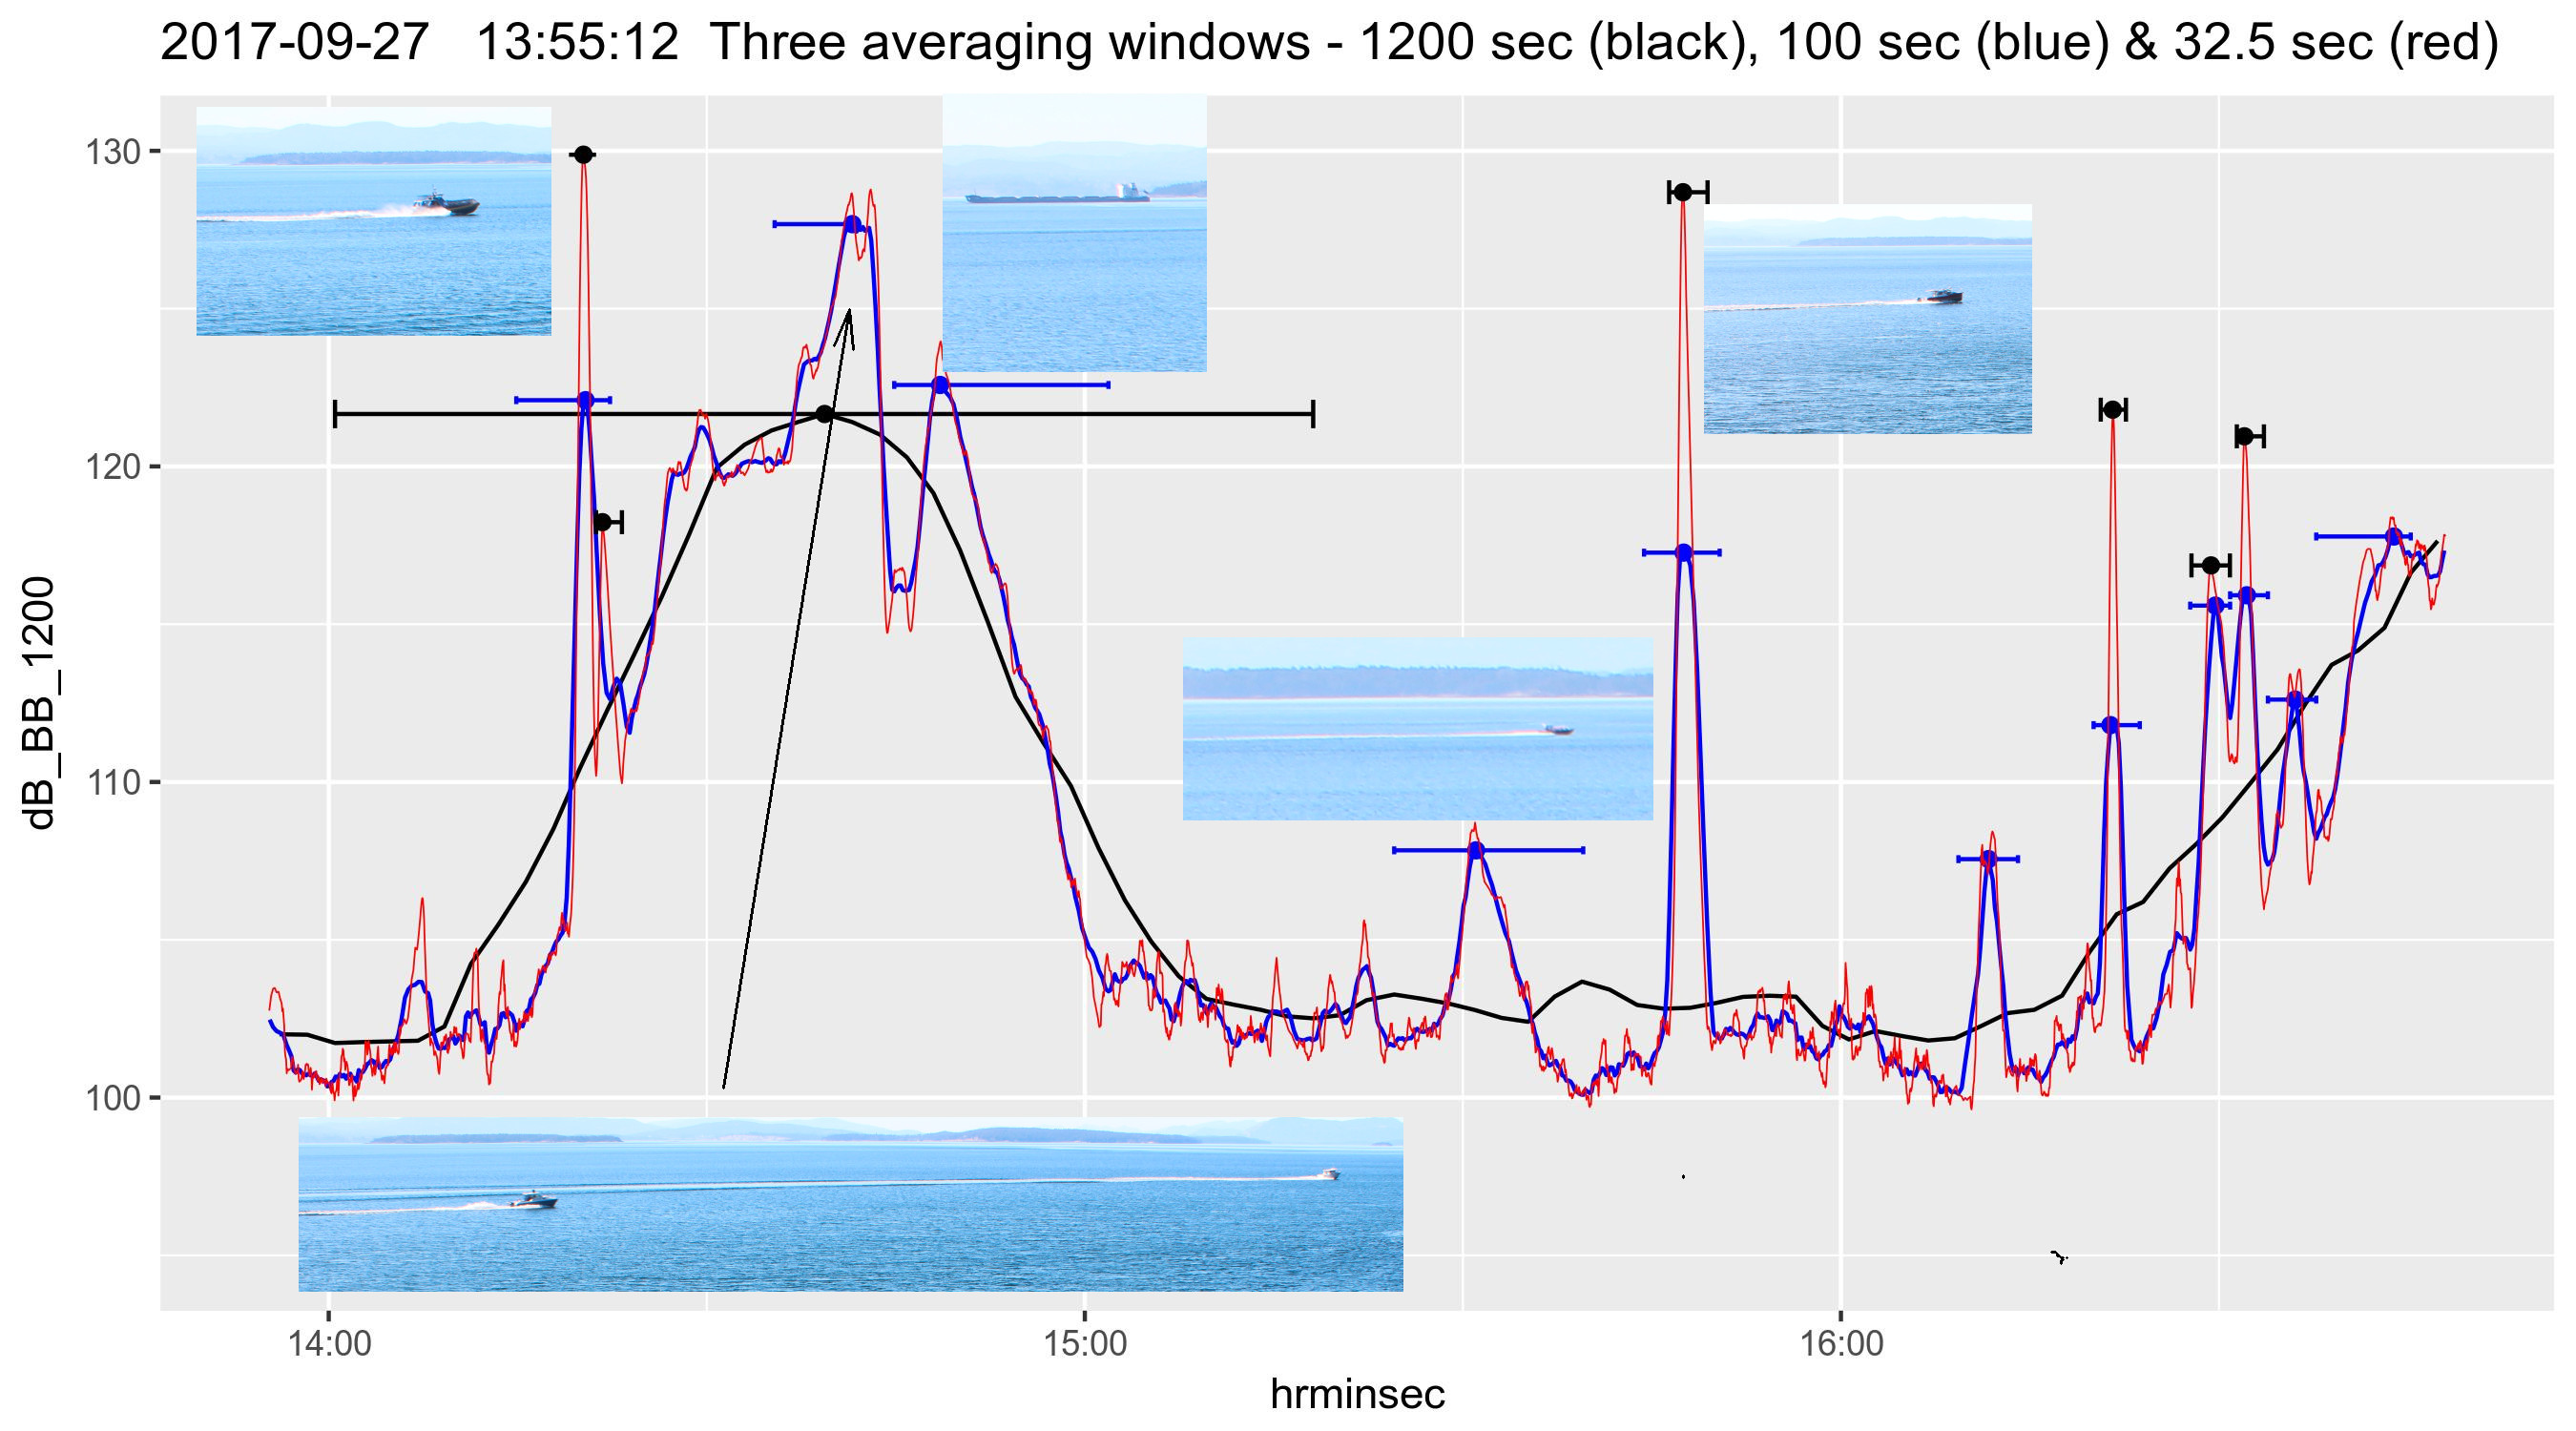 2017-09-27 13:55:12 Three averaging windows - 1200 sec (black), 100 sec (blue) & 32.5 sec (red)
130
120
110
100
dB_BB_1200
14:00 15:00 16:00
hrminsec